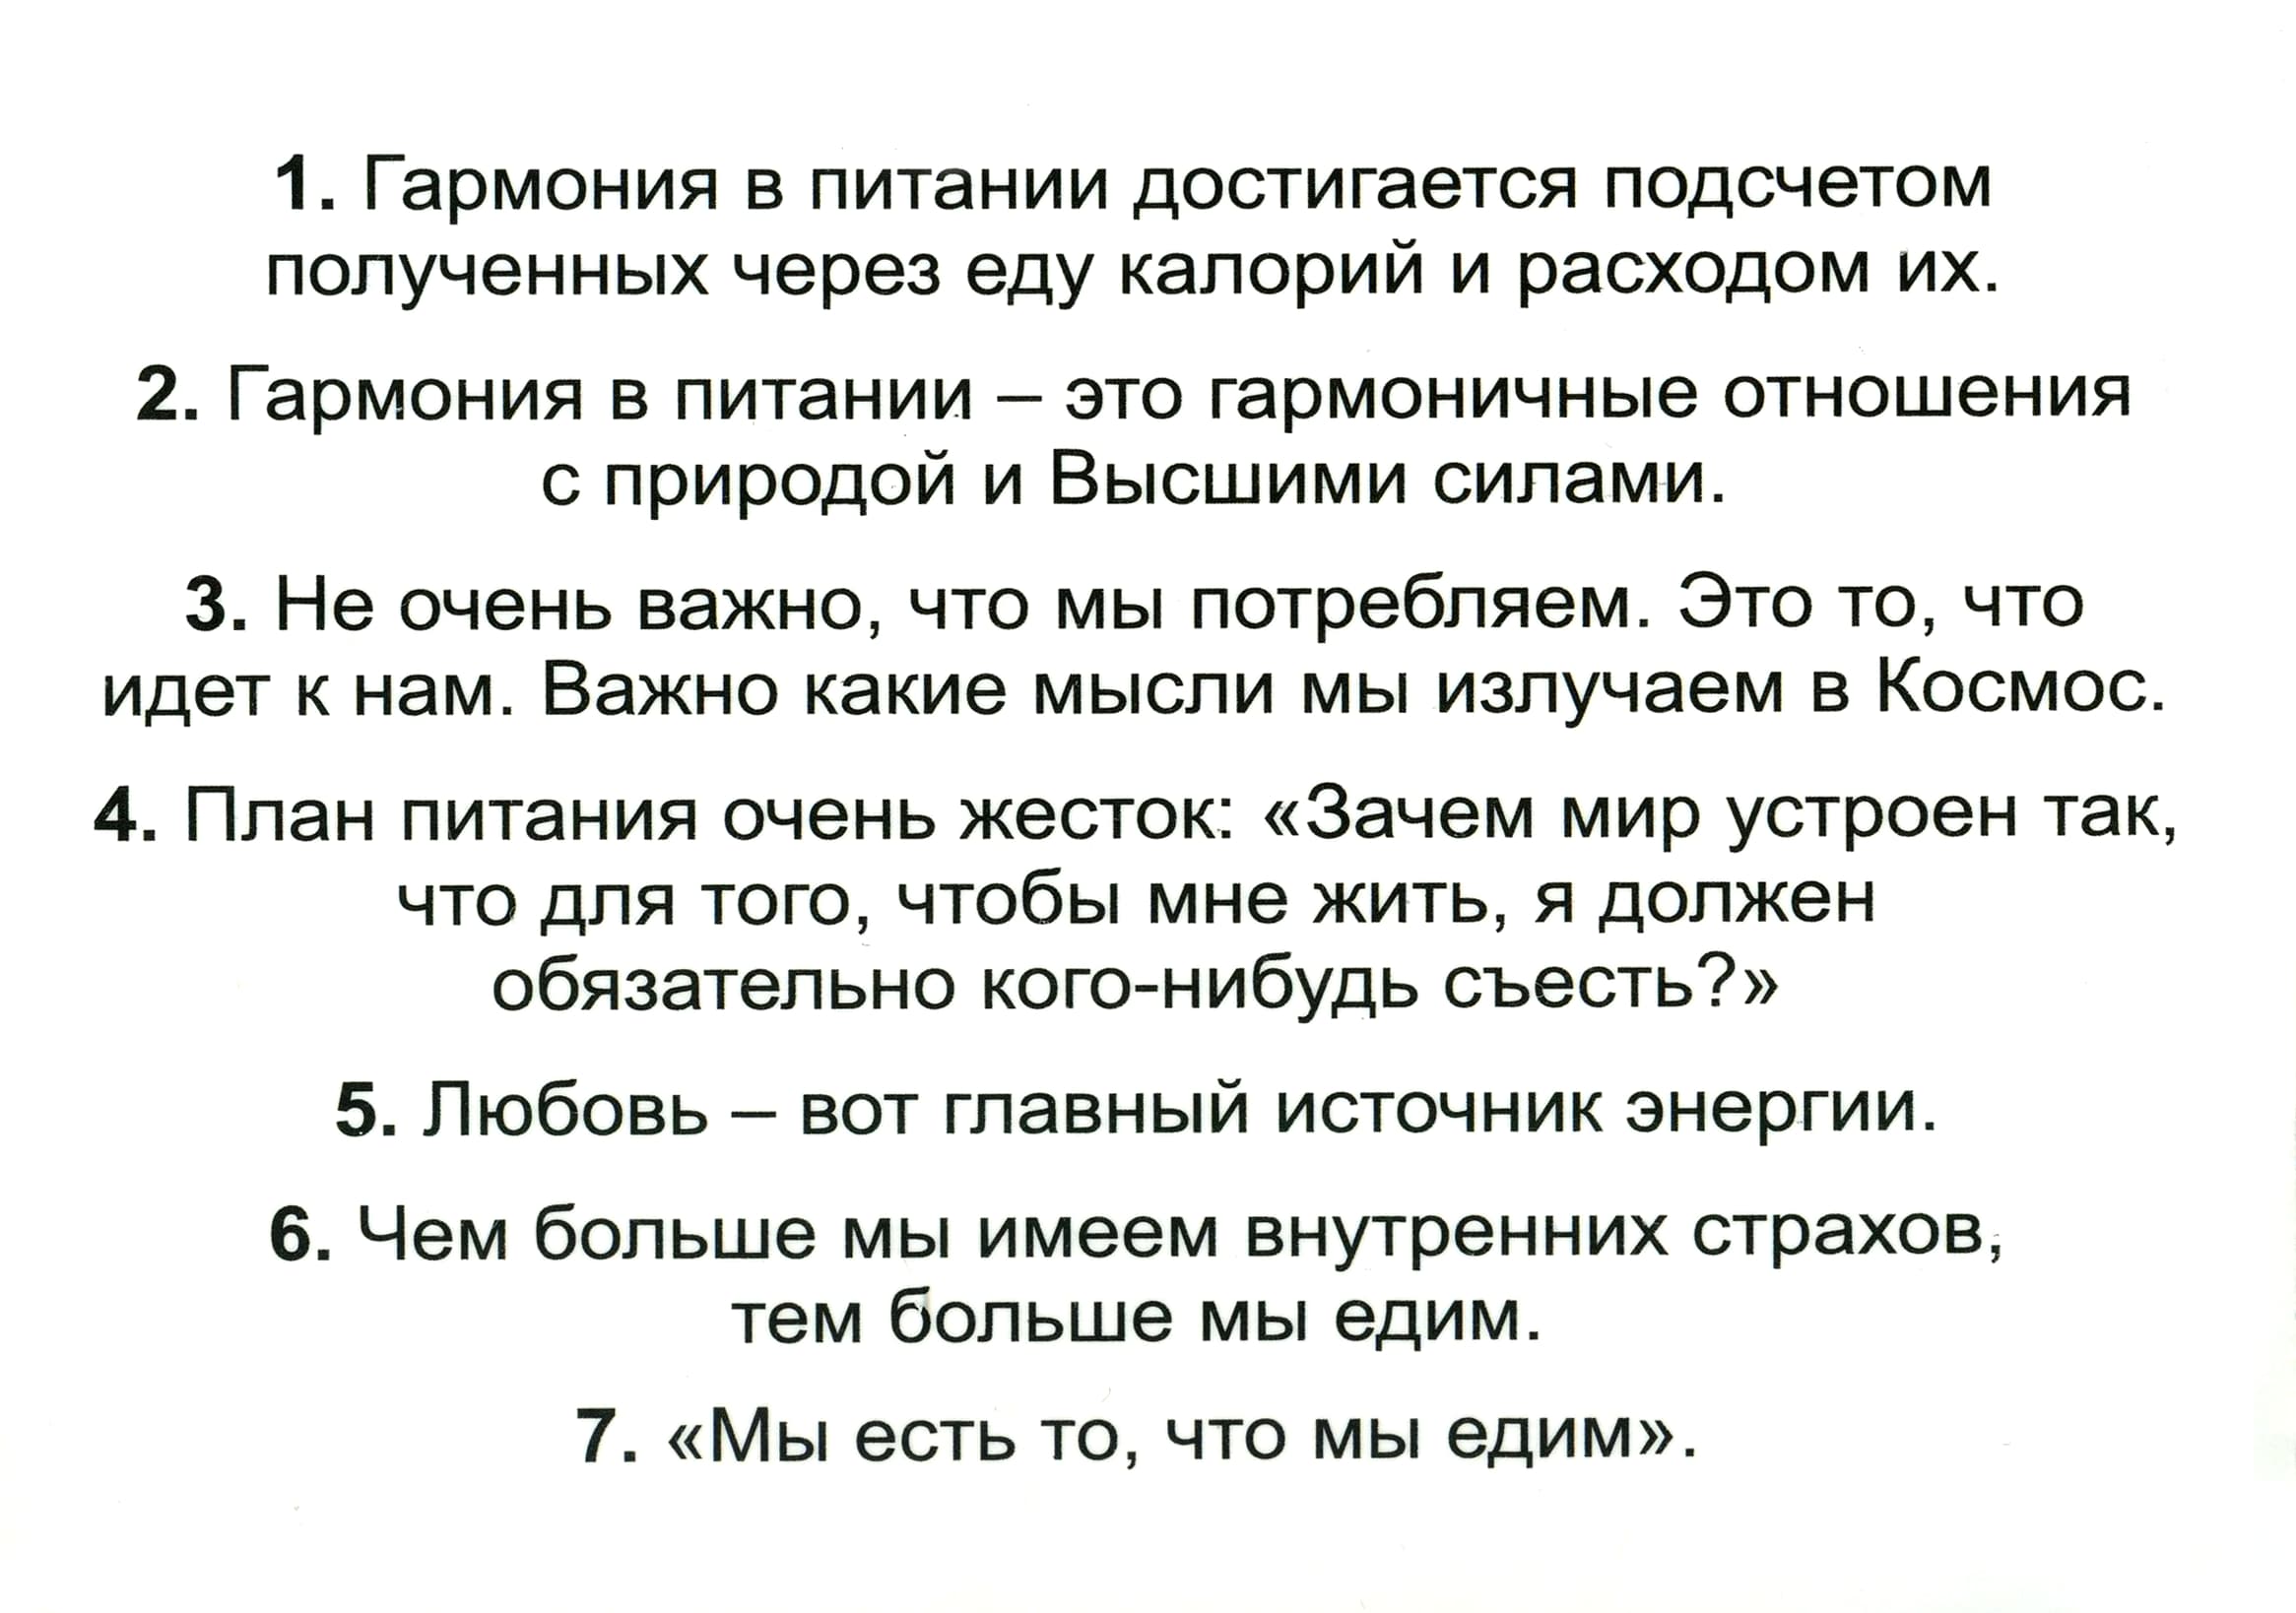 1. Гармония в питании достигается подсчетом
полученных через еду калорий и расходом их.
2. Гармония в питании – это гармоничные отношения
с природой и Высшими силами.
3. Не очень важно, что мы потребляем. Это то, что
идет к нам. Важно какие мысли мы излучаем в Космос.
4. План питания очень жесток: «Зачем мир устроен так,
что для того, чтобы мне жить, я должен
обязательно кого-нибудь съесть?»
5. Любовь – вот главный источник энергии.
6. Чем больше мы имеем внутренних страхов,
тем больше мы едим.
7. «Мы есть то, что мы едим».